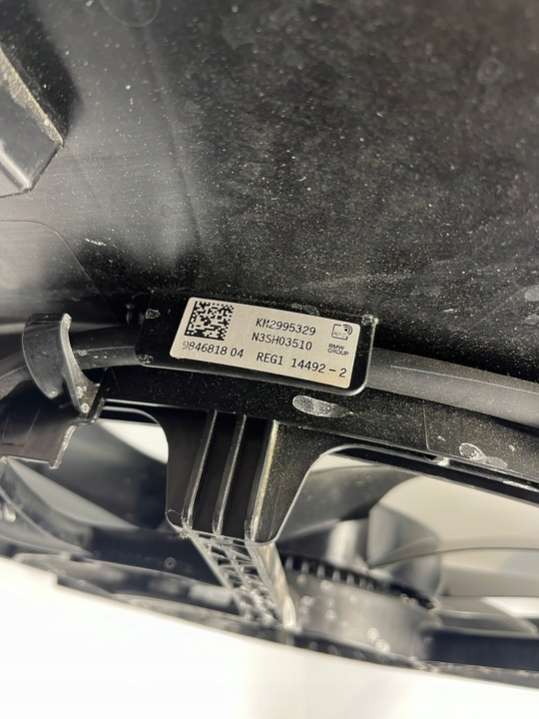 KM2995329
N3SH03510
9846818 04 REG1 14492-2
BMW
GROUP